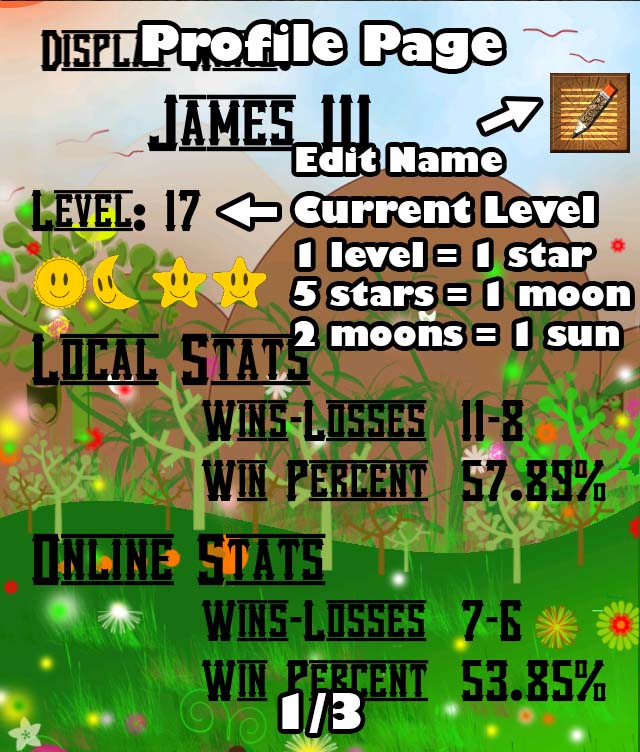 Profile Page
Display
James III
Edit Name
Level: 17
Current Level
1 level = 1 star
5 stars = 1 moon
2 moons = 1 sun
Local Stats
Wins-Losses 11-8
Win Percent 57.89%
Online Stats
Wins-Losses 7-6
Win Percent 53.85%
1/3